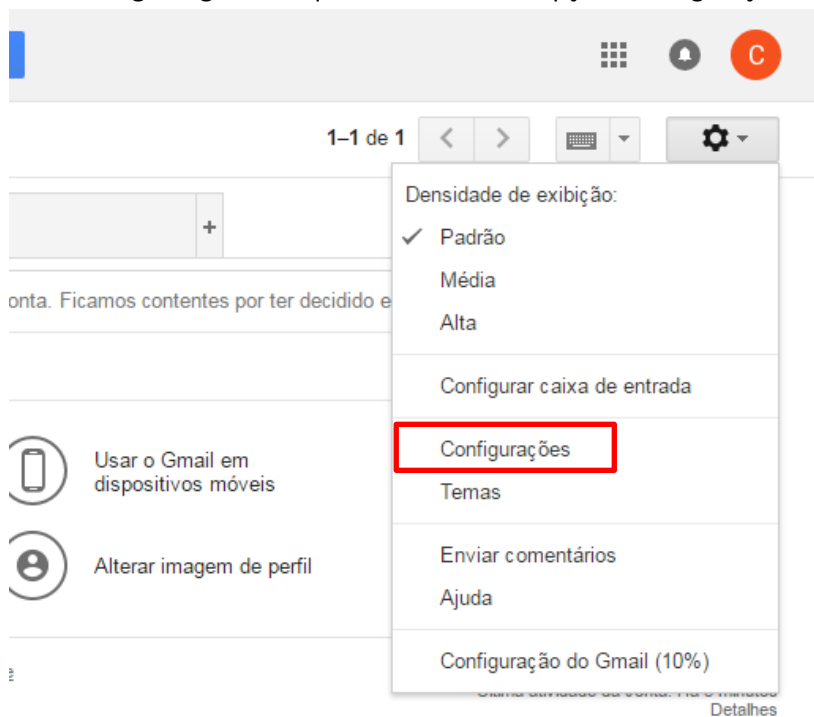 C
1–1 de 1
Densidade de exibição:
+
Padrão
Média
onta. Ficamos contentes por ter decidido e
Alta
Configurar caixa de entrada
Configurações
Usar o Gmail em
dispositivos móveis
Temas
Enviar comentários
Alterar imagem de perfil
Ajuda
Configuração do Gmail (10%)
Detalhes